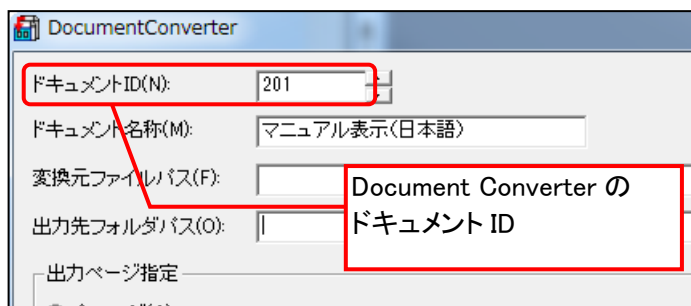 DocumentConverter
ドキュメントID(N):
201
ドキュメント名称(M):
マニュアル表示(日本語)
変換元ファイルパス(F):
Document Converter の
ドキュメント ID
出力先フォルダパス(O):
出力ページ指定